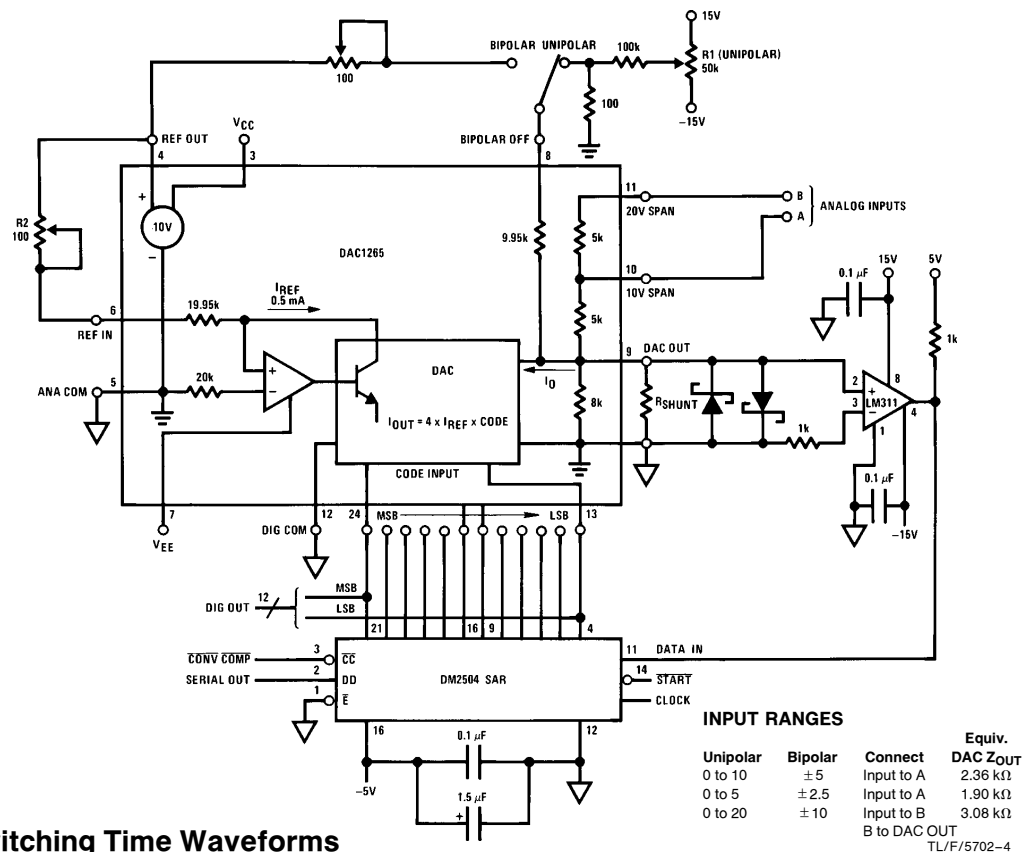 15V
BIPOLAR UNIPOLAR
100k
R1 (UNIPOLAR)
50k
100
100
-15V
REF OUT
4
VCC
3
BIPOLAR OFF
8
11
20V SPAN
B
A
ANALOG INPUTS
R2
100
+
10V
-
9.95k
5k
DAC1265
10
10V SPAN
15V
5V
0.1 μF
6
REF IN
19.95k
IREF
0.5 mA
5k
1k
9
DAC OUT
DAC
IO
ANA COM
5
20k
+
-
8k
RSHUNT
2
3
+
-
LM311
8
4
1
IOUT = 4 x IREF x CODE
1k
CODE INPUT
0.1 μF
-15V
7
VEE
12
DIG COM
24
MSB
LSB
13
DIG OUT
12
MSB
LSB
21
16
9
4
CONV COMP
3
CC
11
DATA IN
SERIAL OUT
2
DD
DM2504 SAR
14
START
1
E
CLOCK
16
12
0.1 μF
-5V
1.5 μF
+
INPUT RANGES
Unipolar Bipolar Connect Equiv. DAC ZOUT
0 to 10 ±5 Input to A 2.36 kΩ
0 to 5 ±2.5 Input to A 1.90 kΩ
0 to 20 ±10 Input to B 3.08 kΩ
B to DAC OUT
TL/F/5702-4
itching Time Waveforms